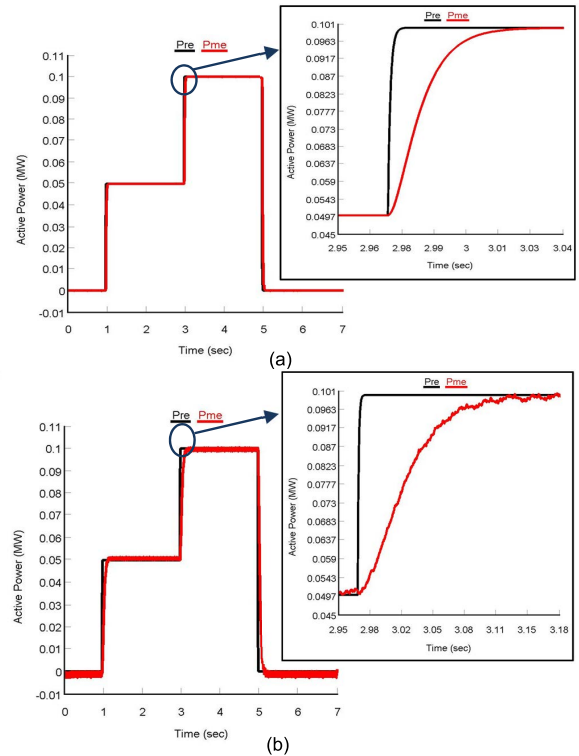 Pre Pme
0.11
0.1
0.09
0.08
0.07
0.06
0.05
0.04
0.03
0.02
0.01
0
-0.01
Active Power (MW)
0 1 2 3 4 5 6 7
Time (sec)
Pre Pme
0.101
0.0963
0.0917
0.087
0.0823
0.0777
0.073
0.0683
0.0637
0.059
0.0543
0.0497
0.045
Active Power (MW)
2.95 2.96 2.96 2.98 2.99 3 3.01 3.03 3.04
Time (sec)
(a)
Pre Pme
0.11
0.1
0.09
0.08
0.07
0.06
0.05
0.04
0.03
0.02
0.01
0
-0.01
Active Power (MW)
0 1 2 3 4 5 6 7
Time (sec)
Pre Pme
0.101
0.0963
0.0917
0.087
0.0823
0.0777
0.073
0.0683
0.0637
0.059
0.0543
0.0497
0.045
Active Power (MW)
2.95 2.98 3.02 3.05 3.08 3.11 3.15 3.18
Time (sec)
(b)